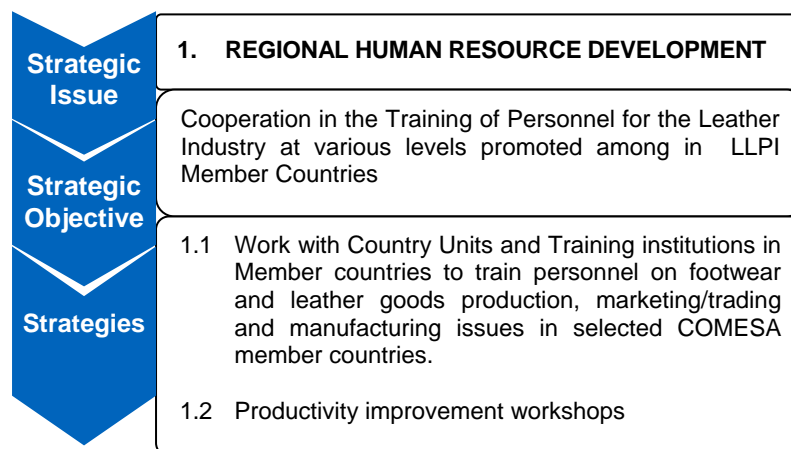 Strategic
Issue
1. REGIONAL HUMAN RESOURCE DEVELOPMENT
Strategic
Objective
Cooperation in the Training of Personnel for the Leather
Industry at various levels promoted among in LLPI
Member Countries
Strategies
1.1 Work with Country Units and Training institutions in
Member countries to train personnel on footwear
and leather goods production, marketing/trading
and manufacturing issues in selected COMESA
member countries.
1.2 Productivity improvement workshops